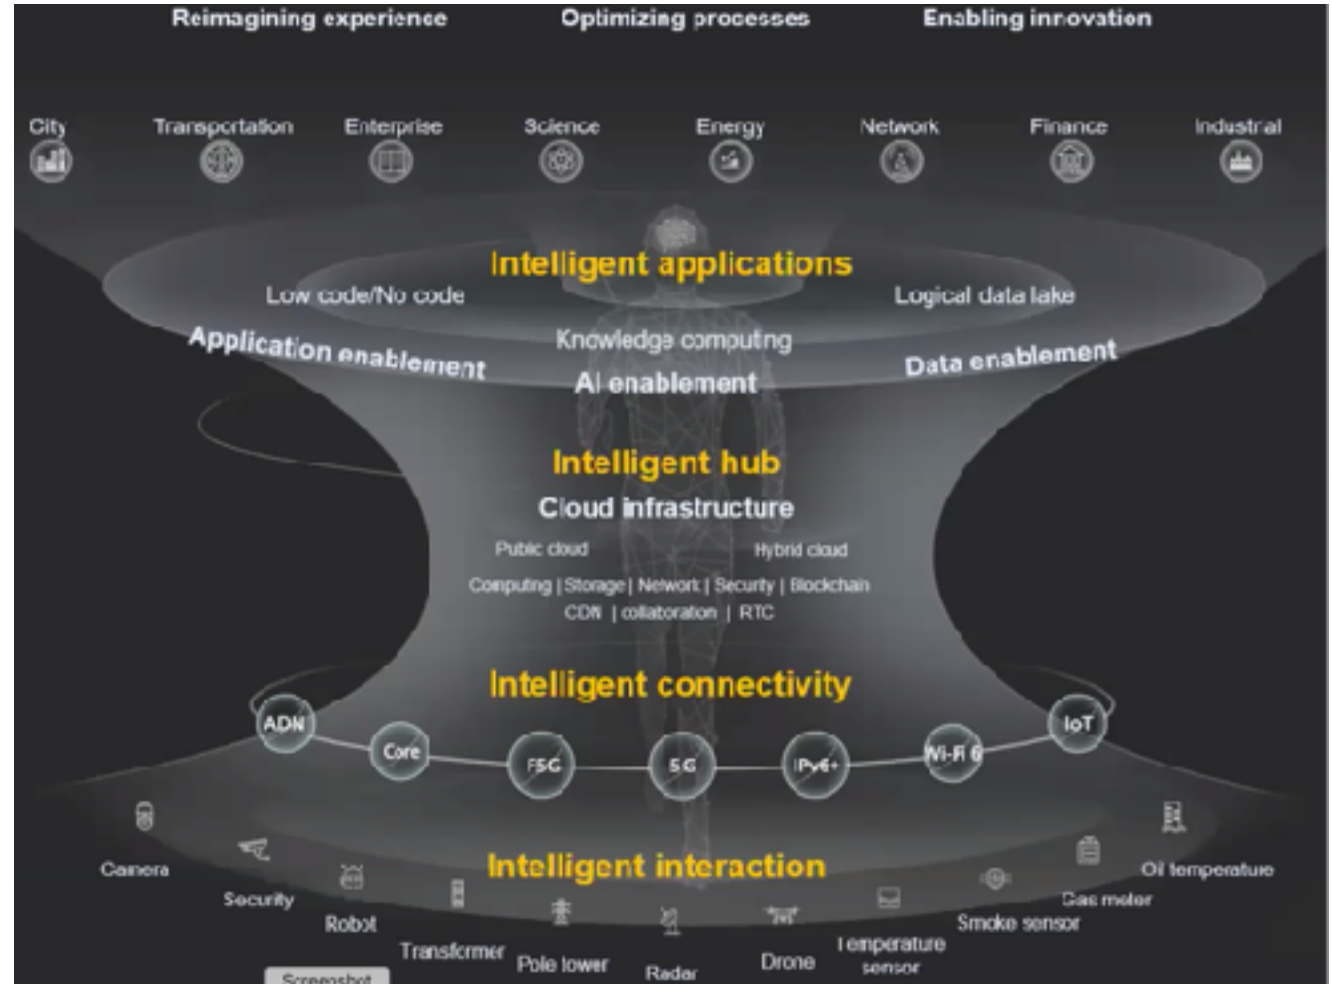 Reimagining experience Optimizing processes Enabling innovation
City Transportation Enterprise Science Energy Network Finance Industrial
Intelligent applications
Low code/No code Logical data lake
Application enablement Knowledge computing Data enablement
AI enablement
Intelligent hub
Cloud infrastructure
Public cloud Hybrid cloud
Computing | Storage | Network | Security | Blockchain
CDN | collaboration | RTC
Intelligent connectivity
ADN Core F5G 5G IPv6+ Wi-Fi 6 IoT
Intelligent interaction
Camera Security Robot Transformer Pole tower Radar Drone Temperature sensor Smoke sensor Gas meter Oil temperature
Screenshot